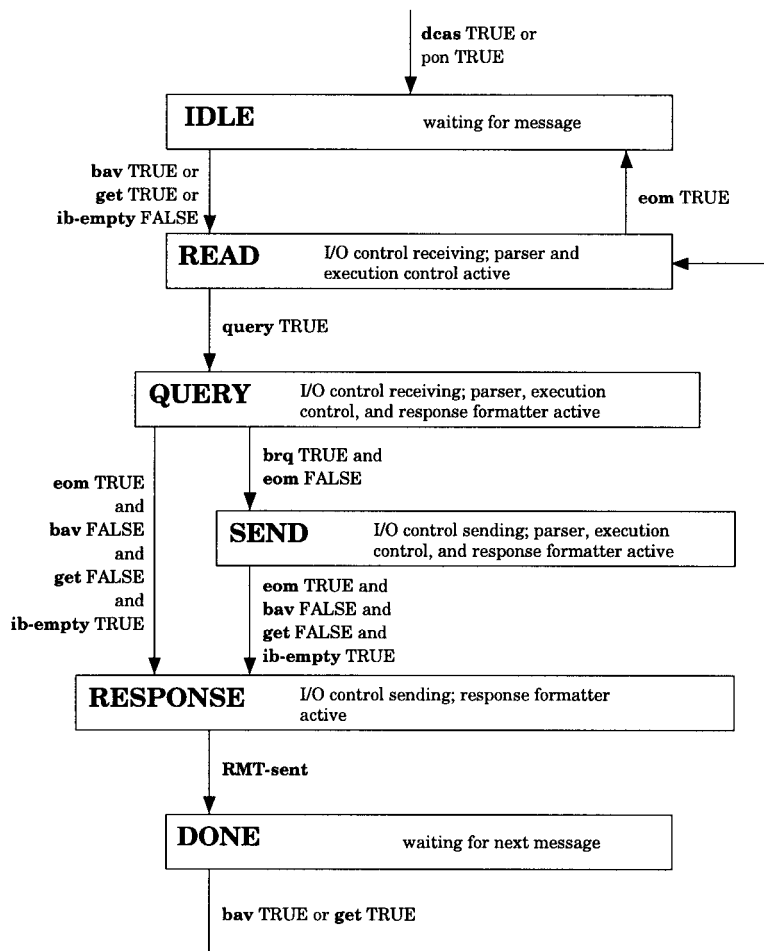 dcas TRUE or
pon TRUE
IDLE waiting for message
bav TRUE or
get TRUE or
ib-empty FALSE
eom TRUE
READ I/O control receiving; parser and
execution control active
query TRUE
QUERY I/O control receiving; parser, execution
control, and response formatter active
brq TRUE and
eom FALSE
eom TRUE
and
bav FALSE
and
get FALSE
and
ib-empty TRUE
SEND I/O control sending; parser, execution
control, and response formatter active
eom TRUE and
bav FALSE and
get FALSE and
ib-empty TRUE
RESPONSE I/O control sending; response formatter
active
RMT-sent
DONE waiting for next message
bav TRUE or get TRUE